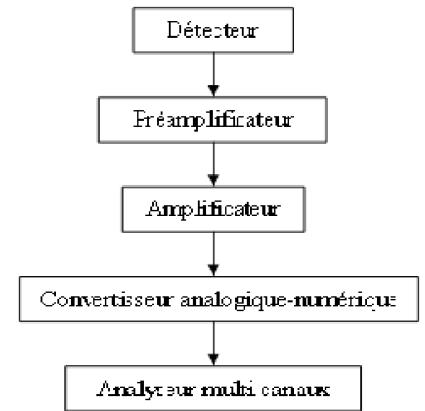 Détecteur
Préamplificateur
Amplificateur
Convertisseur analogique-numérique
Analyseur multi canaux